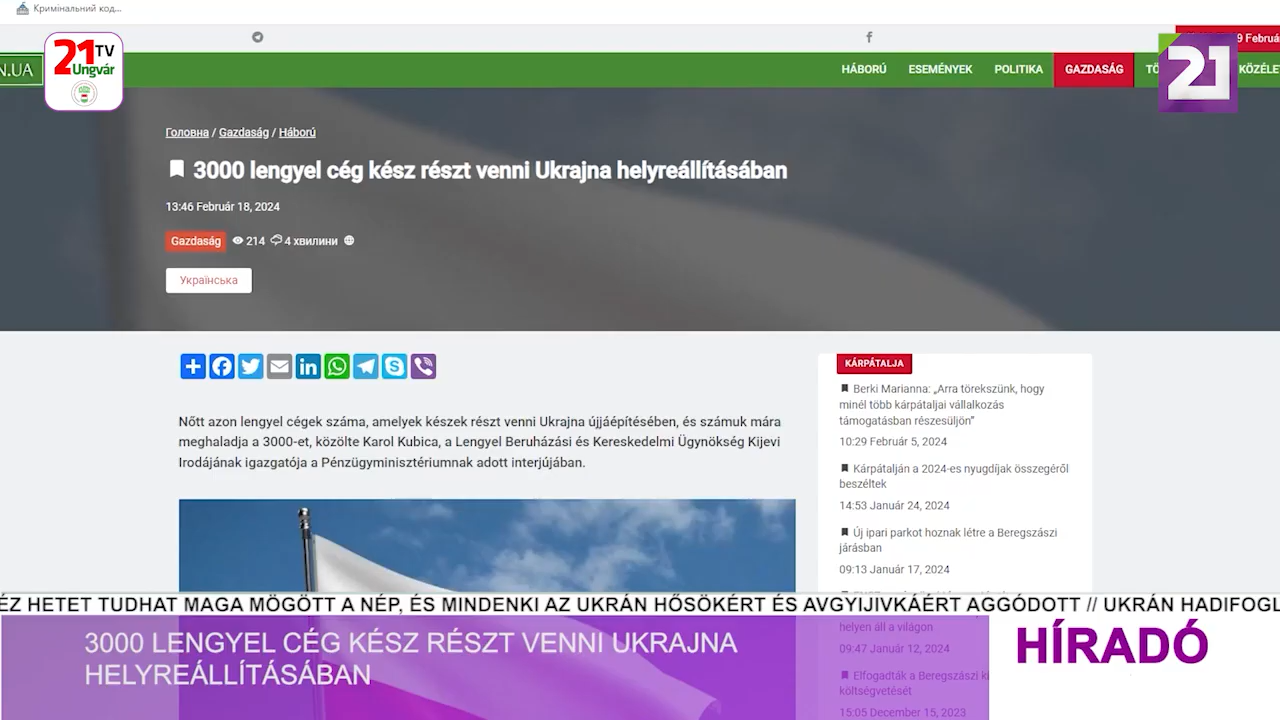 Кримінальний код...
9 Február
N.UA
21 TV
Ungvár
HÁBORÚ ESEMÉNYEK POLITIKA GAZDASÁG TÖ KÖZÉLET
21
Головна / Gazdaság / Háború
3000 lengyel cég kész részt venni Ukrajna helyreállításában
13:46 Február 18, 2024
Gazdaság 214 4 хвилини
Українська
KÁRPÁTALJA
Berki Marianna: „Arra törekszünk, hogy
minél több kárpátaljai vállalkozás
támogatásban részesüljön”
10:29 Február 5, 2024
Kárpátalján a 2024-es nyugdíjak összegéről
beszéltek
14:53 Január 24, 2024
Új ipari parkot hoznak létre a Beregszászi
járásban
09:13 Január 17, 2024
Nőtt azon lengyel cégek száma, amelyek készek részt venni Ukrajna újjáépítésében, és számuk mára
meghaladja a 3000-et, közölte Karol Kubica, a Lengyel Beruházási és Kereskedelmi Ügynökség Kijevi
Irodájának igazgatója a Pénzügyminisztériumnak adott interjújában.
ÉZ HETET TUDHAT MAGA MÖGÖTT A NÉP, ÉS MINDENKI AZ UKRÁN HŐSÖKÉRT ÉS AVGYIJIVKÁÉRT AGGÓDOTT // UKRÁN HADIFOGL
helyen áll a világon
09:47 Január 12, 2024
Elfogadták a Beregszászi ki
költségvetését
15:05 December 15, 2023
3000 LENGYEL CÉG KÉSZ RÉSZT VENNI UKRAJNA
HELYREÁLLÍTÁSÁBAN
HÍRADÓ